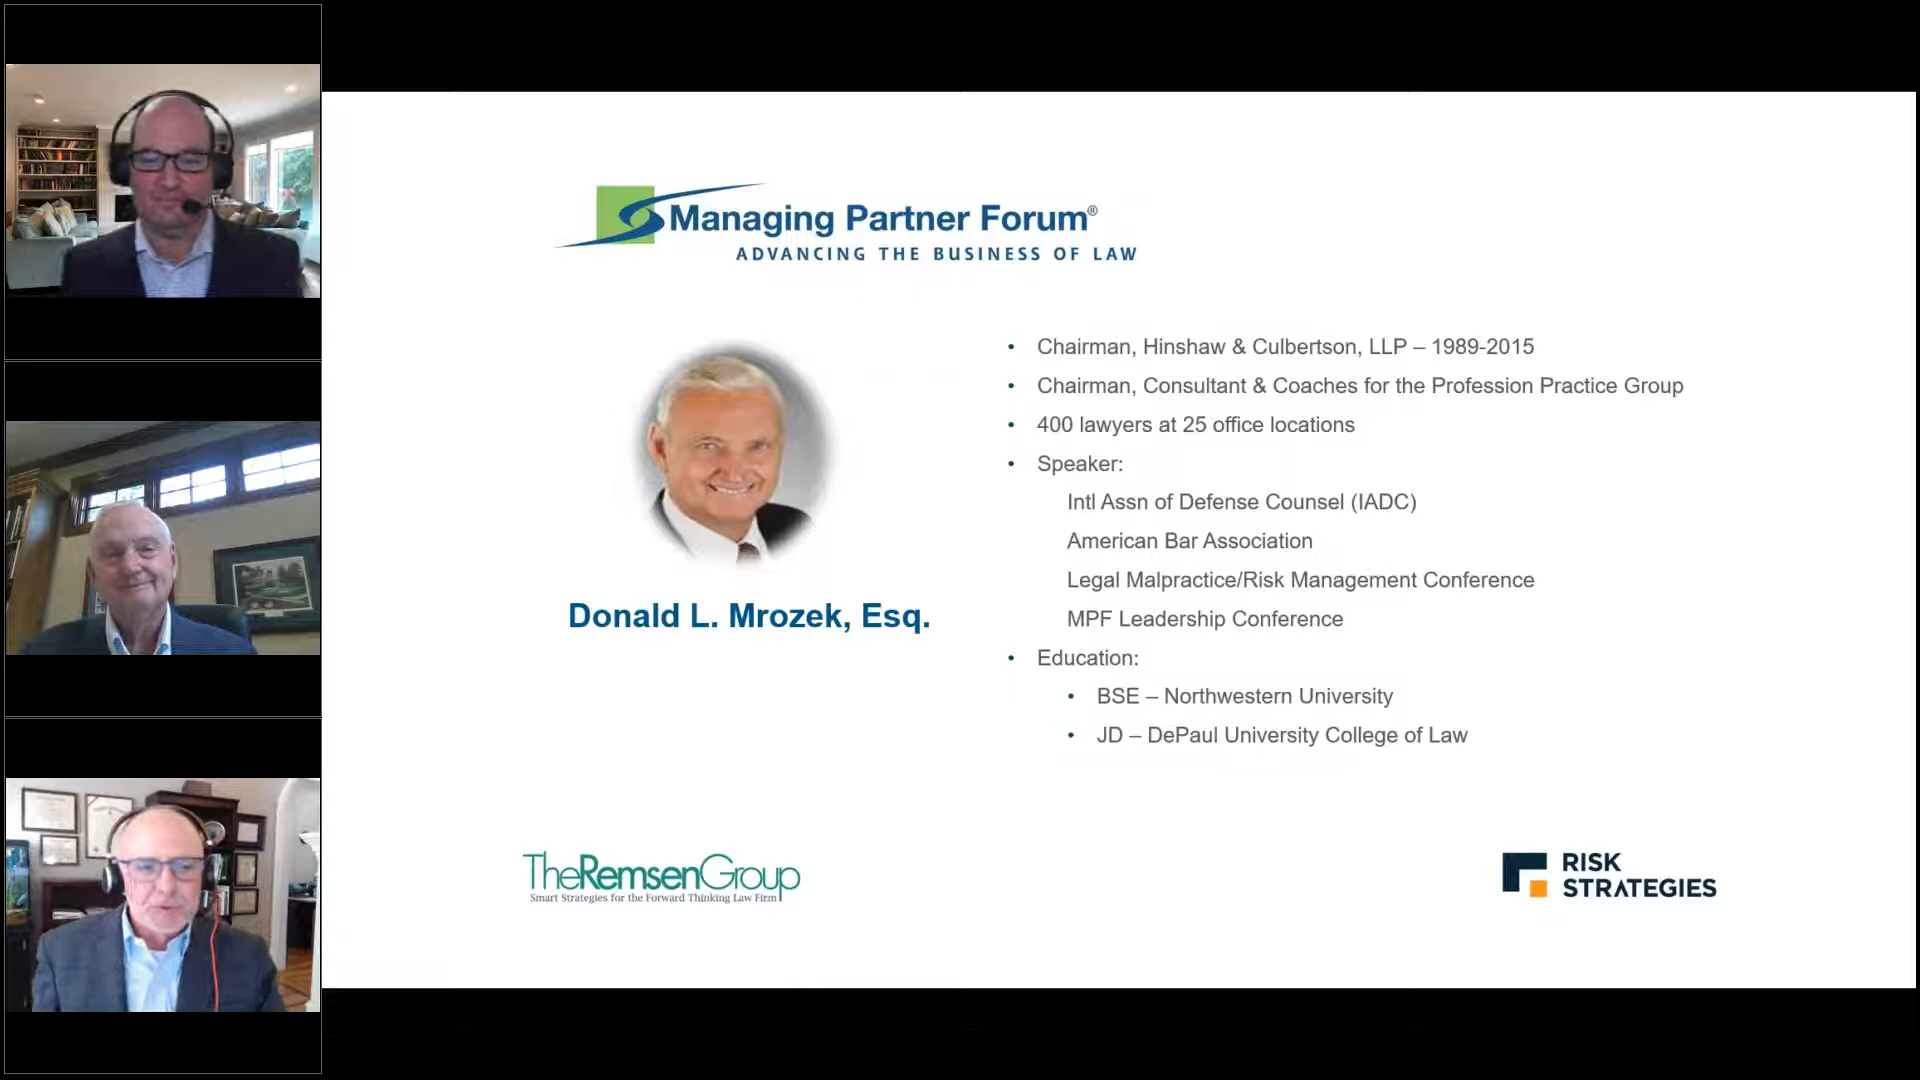 Managing Partner Forum®
ADVANCING THE BUSINESS OF LAW
Donald L. Mrozek, Esq.
• Chairman, Hinshaw & Culbertson, LLP – 1989-2015
• Chairman, Consultant & Coaches for the Profession Practice Group
• 400 lawyers at 25 office locations
• Speaker:
Intl Assn of Defense Counsel (IADC)
American Bar Association
Legal Malpractice/Risk Management Conference
MPF Leadership Conference
• Education:
• BSE – Northwestern University
• JD – DePaul University College of Law
TheRemsenGroup
Smart Strategies for the Forward Thinking Law Firm
RISK
STRATEGIES